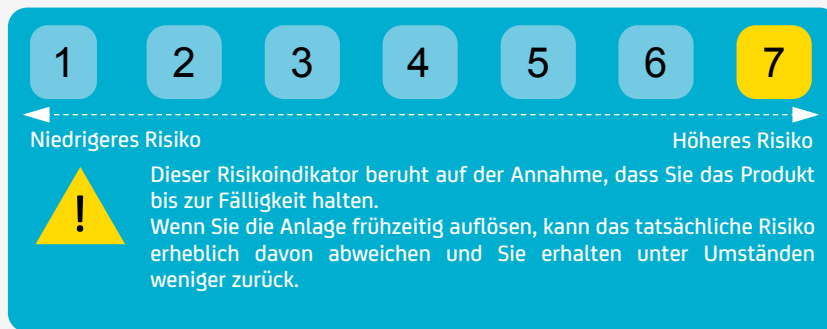 1 2 3 4 5 6 7
Niedrigeres Risiko Höheres Risiko
!
Dieser Risikoindikator beruht auf der Annahme, dass Sie das Produkt
bis zur Fälligkeit halten.
Wenn Sie die Anlage frühzeitig auflösen, kann das tatsächliche Risiko
erheblich davon abweichen und Sie erhalten unter Umständen
weniger zurück.